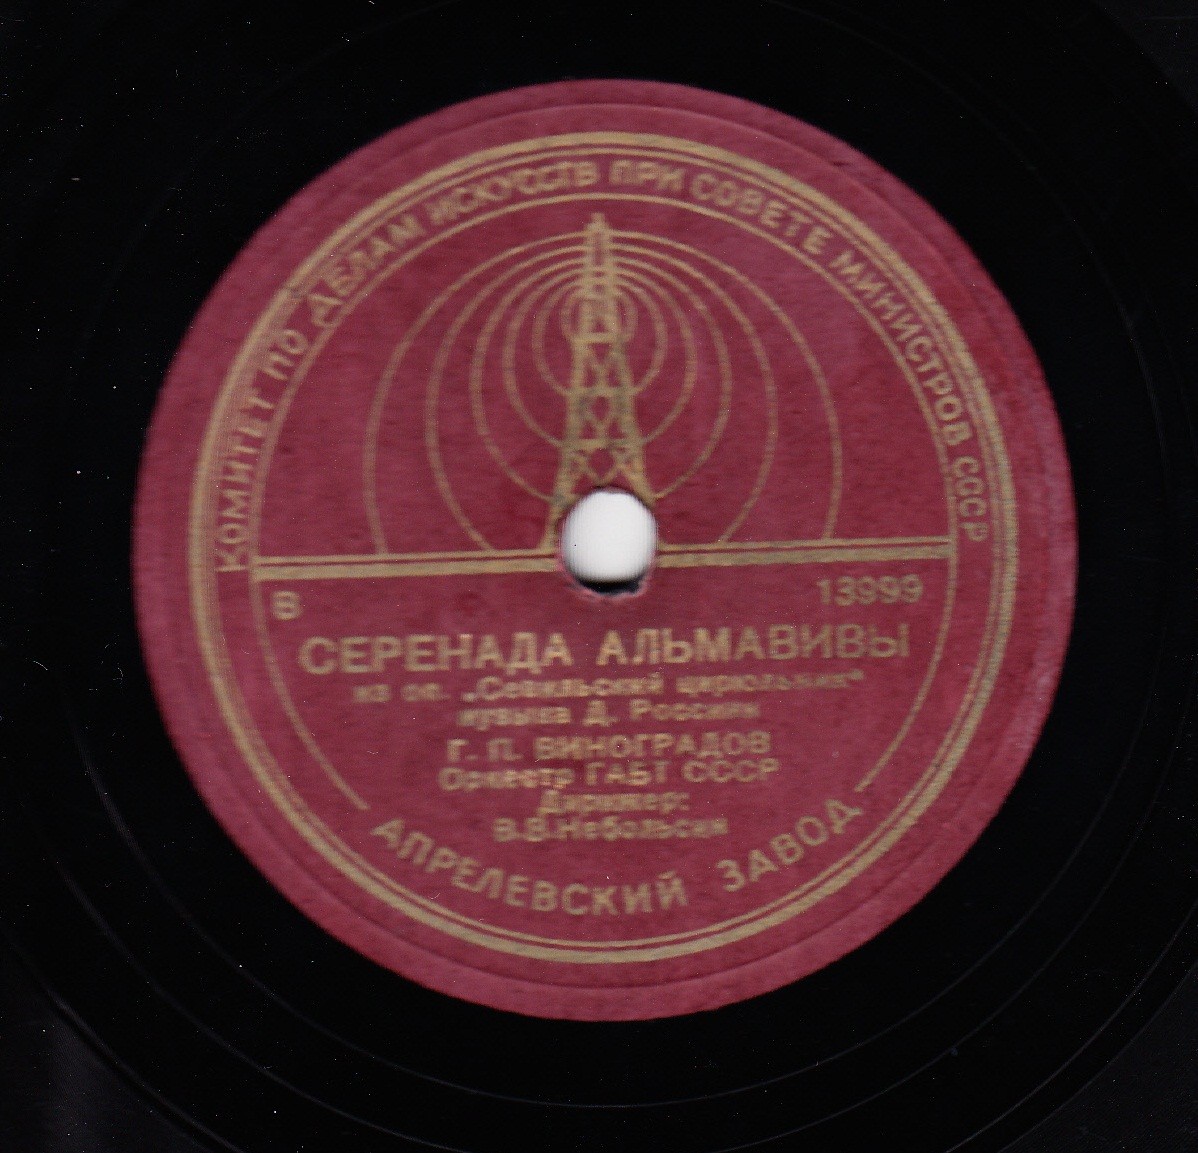 КОМИТЕТ ПО ДЕЛАМ ИСКУССТВ ПРИ СОВЕТЕ МИНИСТРОВ СССР
В 13999
СЕРЕНАДА АЛЬМАВИВЫ
из оп. „Севильский цирюльник“
музыка Д. Россини
Г. П. ВИНОГРАДОВ
Оркестр ГАБТ СССР
Дирижер:
В.В.Небольсин
АПРЕЛЕВСКИЙ ЗАВОД